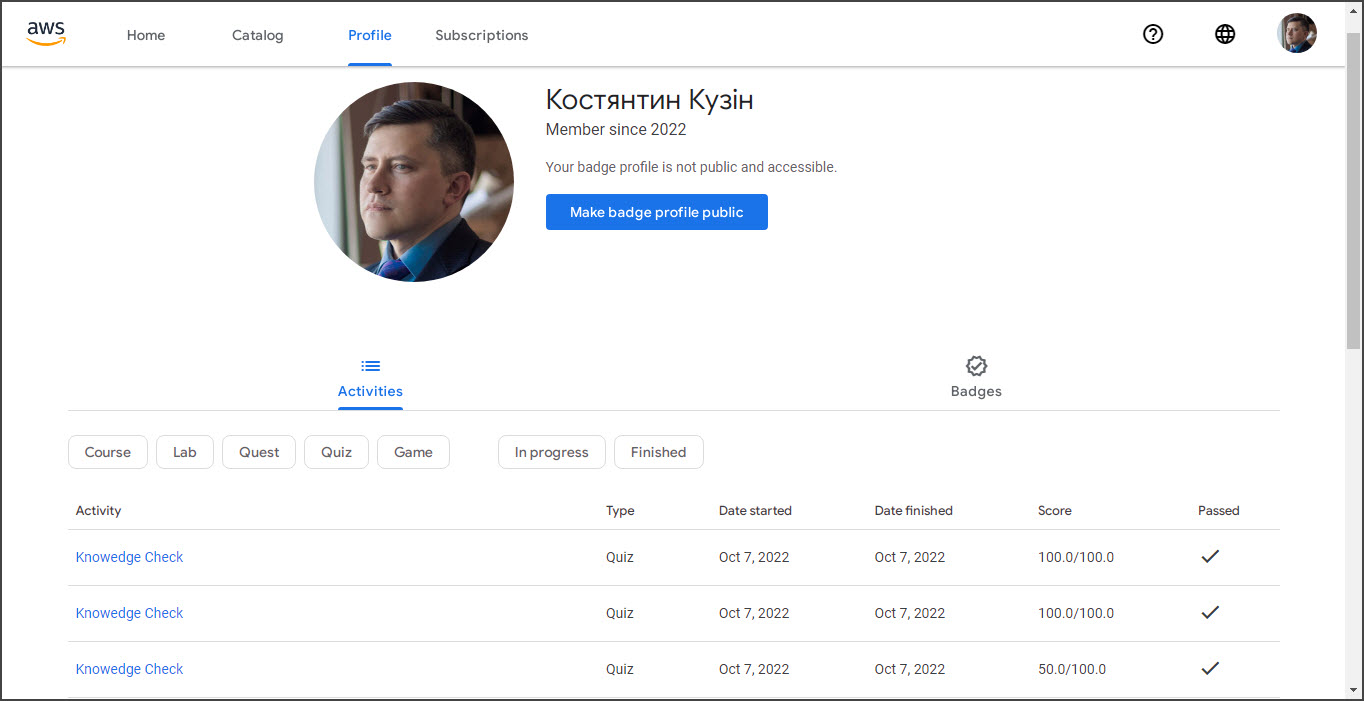 aws
Home Catalog Profile Subscriptions
Костянтин Кузін
Member since 2022
Your badge profile is not public and accessible.
Make badge profile public
Activities Badges
Course Lab Quest Quiz Game In progress Finished
Activity Type Date started Date finished Score Passed
Knowedge Check Quiz Oct 7, 2022 Oct 7, 2022 100.0/100.0
Knowedge Check Quiz Oct 7, 2022 Oct 7, 2022 100.0/100.0
Knowedge Check Quiz Oct 7, 2022 Oct 7, 2022 50.0/100.0